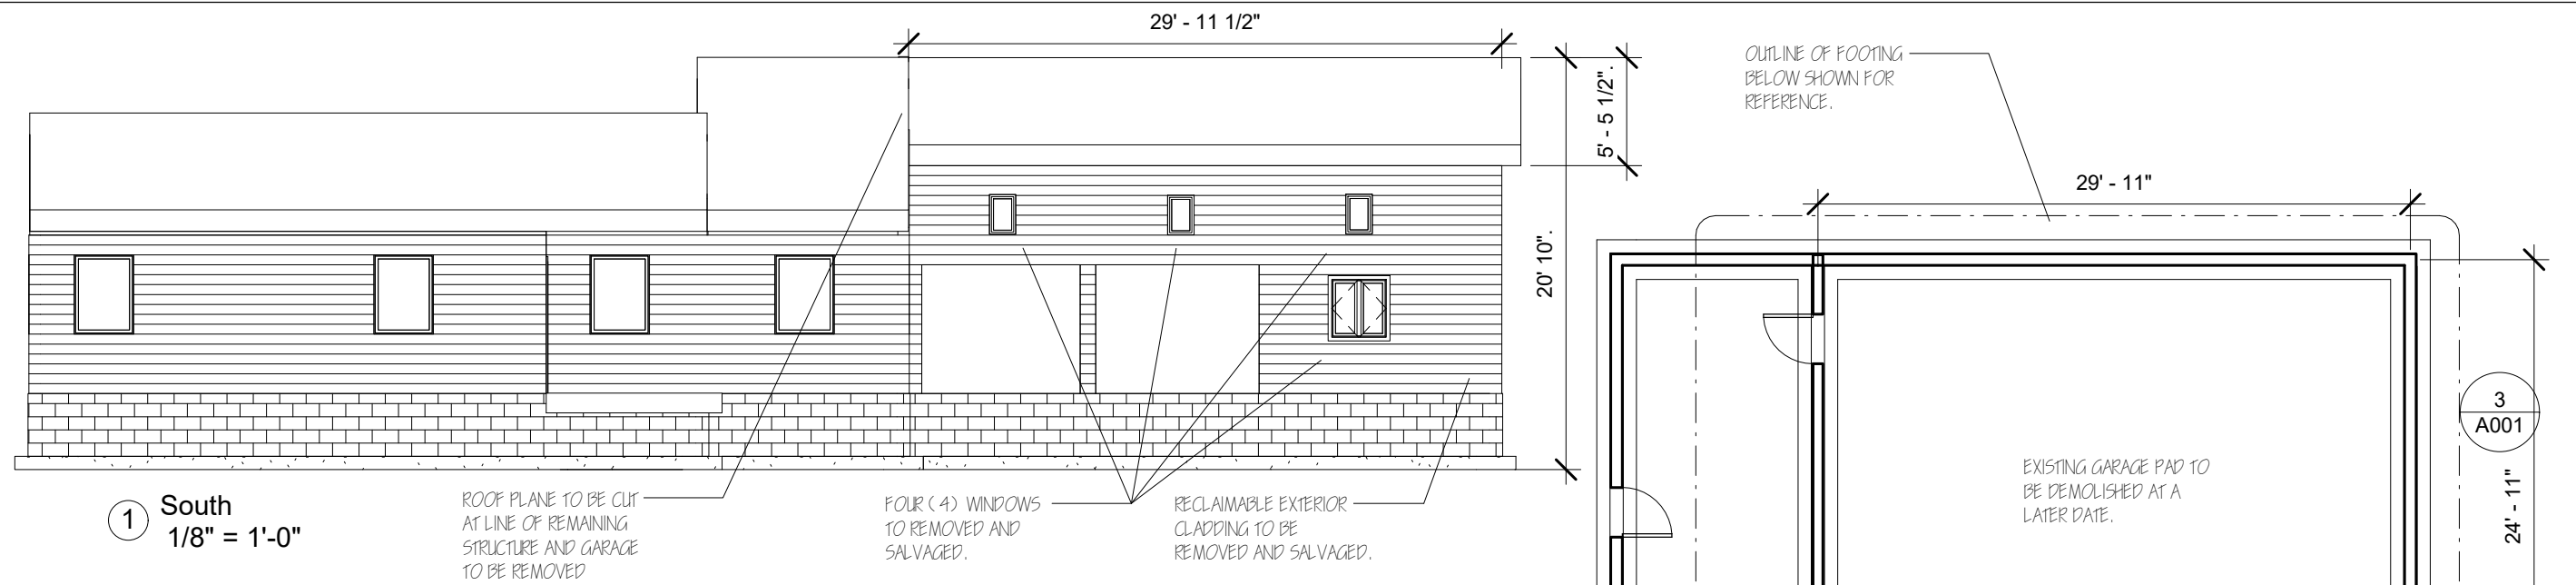 29' - 11 1/2"
5' - 5 1/2".
20' 10".
1
South
1/8" = 1'-0"
ROOF PLANE TO BE CUT
AT LINE OF REMAINING
STRUCTURE AND GARAGE
TO BE REMOVED
FOUR (4) WINDOWS
TO REMOVED AND
SALVAGED.
RECLAIMABLE EXTERIOR
CLADDING TO BE
REMOVED AND SALVAGED.
OUTLINE OF FOOTING
BELOW SHOWN FOR
REFERENCE.
29' - 11"
3
A001
24' - 11"
EXISTING GARAGE PAD TO
BE DEMOLISHED AT A
LATER DATE.